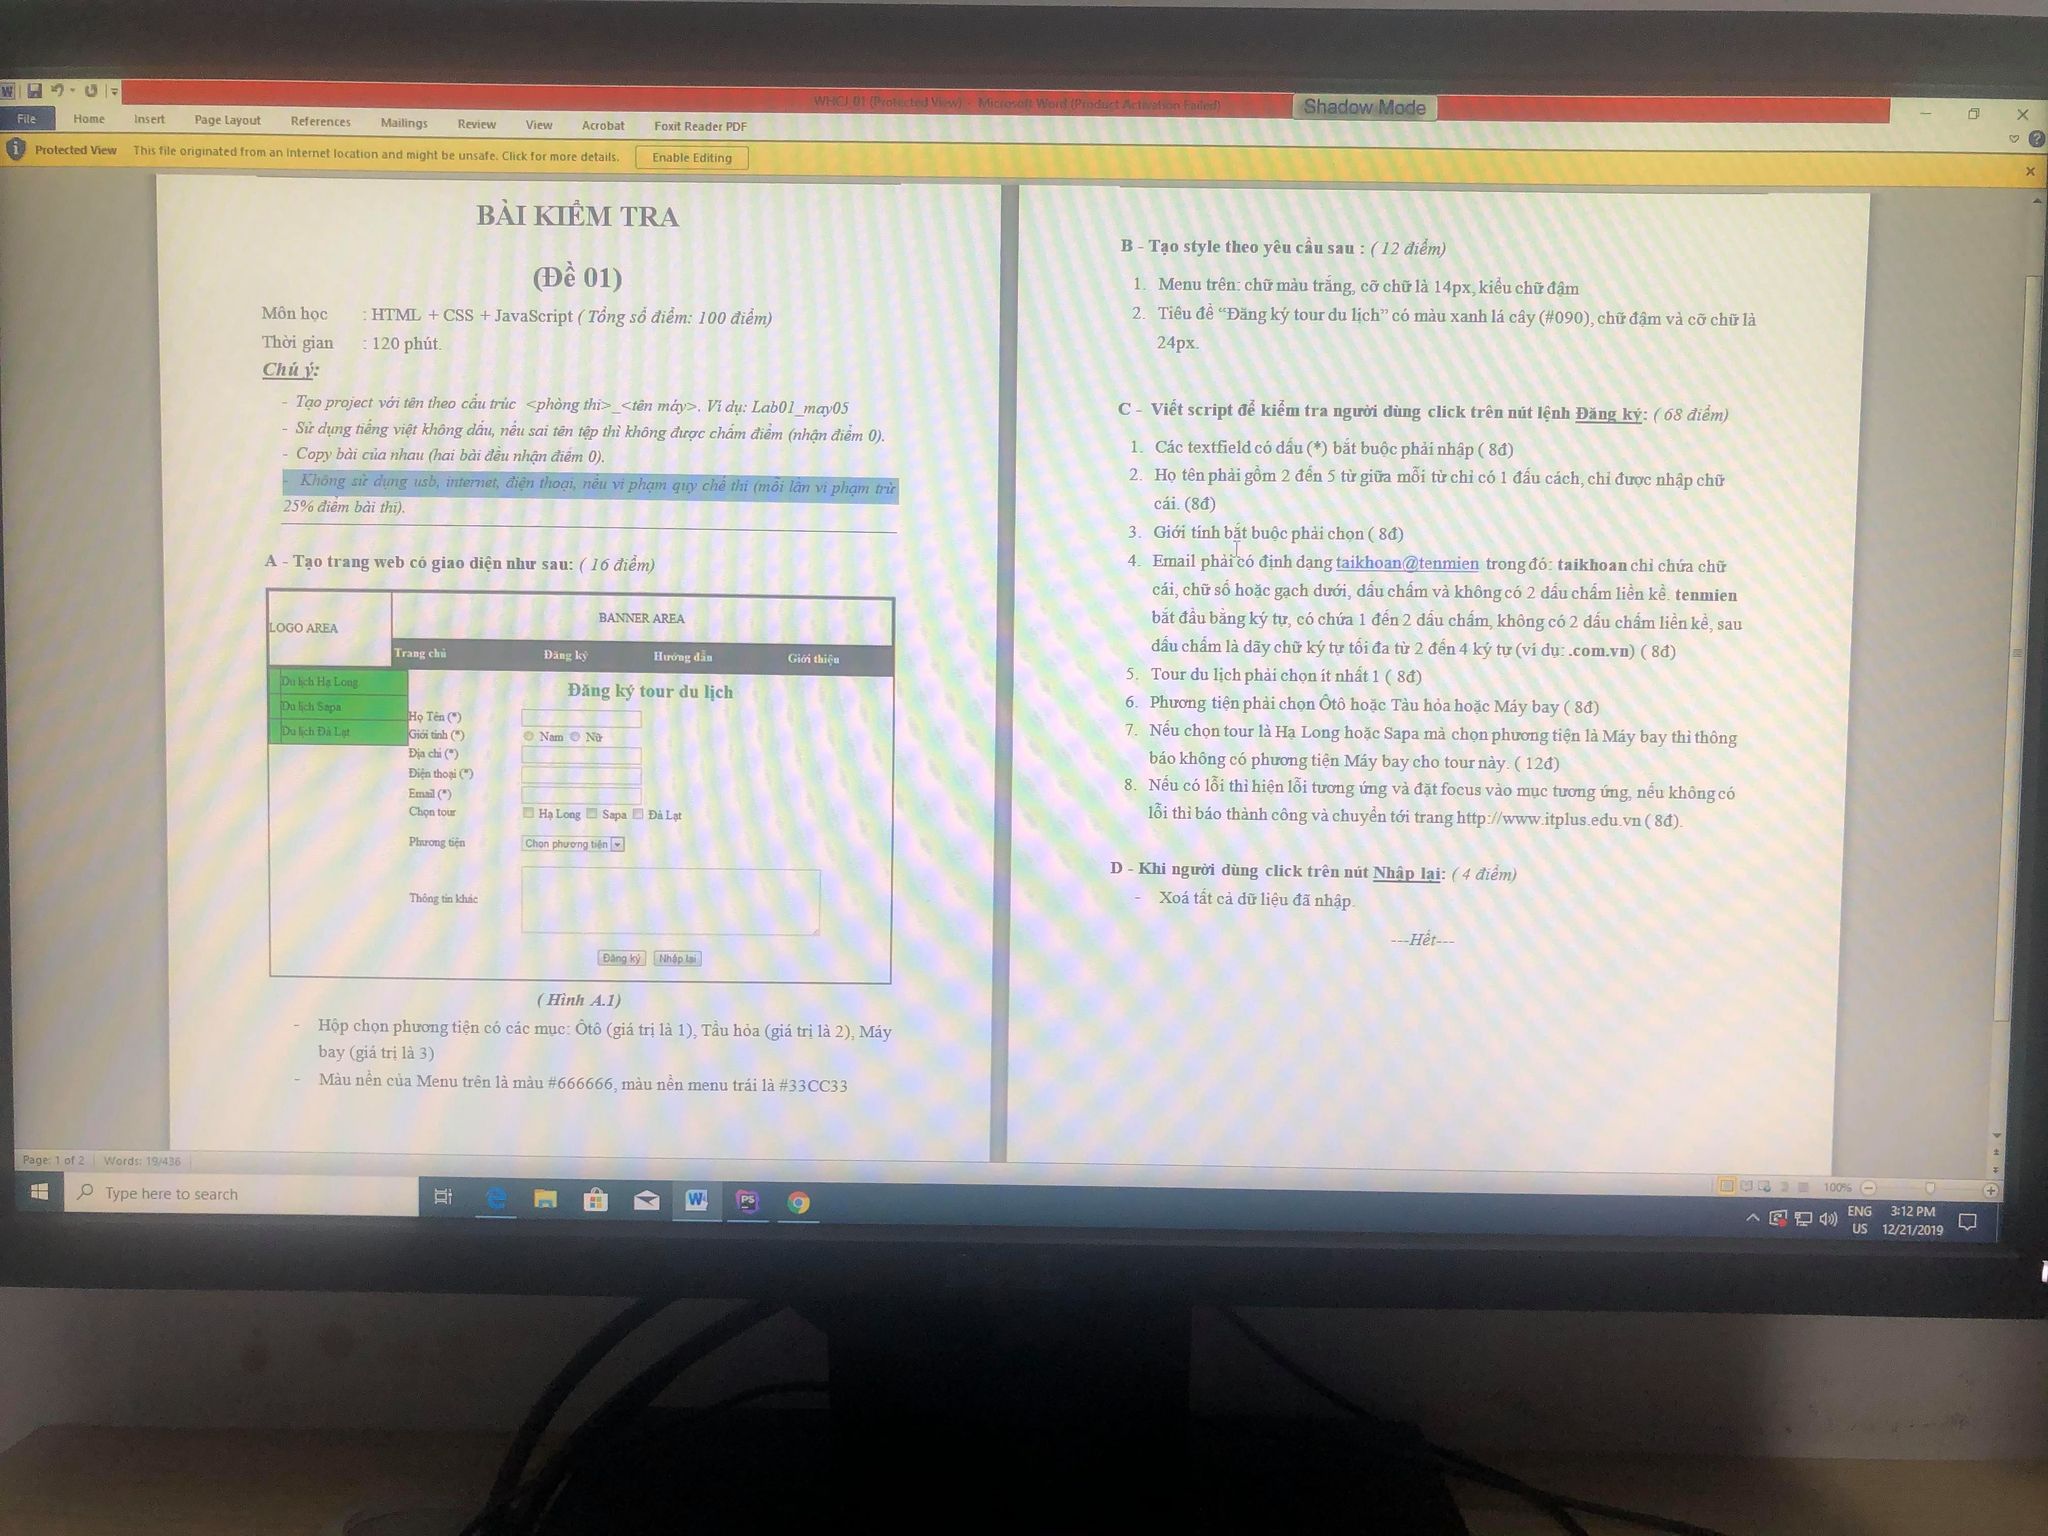 WHCJ_01 (Protected View) - Microsoft Word (Product Activation Failed)
Shadow Mode
File Home Insert Page Layout References Mailings Review View Acrobat Foxit Reader PDF
Protected View This file originated from an Internet location and might be unsafe. Click for more details. Enable Editing
BÀI KIỂM TRA
(Đề 01)
Môn học : HTML + CSS + JavaScript ( Tổng số điểm: 100 điểm)
Thời gian : 120 phút.
Chú ý:
- Tạo project với tên theo cấu trúc <phòng thi>_<tên máy>. Ví dụ: Lab01_may05
- Sử dụng tiếng việt không dấu, nếu sai tên tệp thì không được chấm điểm (nhận điểm 0).
- Copy bài của nhau (hai bài đều nhận điểm 0).
- Không sử dụng usb, internet, điện thoại, nếu vi phạm quy chế thi (mỗi lần vi phạm trừ
25% điểm bài thi).
A - Tạo trang web có giao diện như sau: ( 16 điểm)
LOGO AREA
BANNER AREA
Trang chủ Đăng ký Hướng dẫn Giới thiệu
Du lịch Hạ Long
Du lịch Sapa
Du lịch Đà Lạt
Đăng ký tour du lịch
Họ Tên (*)
Giới tính (*) Nam Nữ
Địa chỉ (*)
Điện thoại (*)
Email (*)
Chọn tour Hạ Long Sapa Đà Lạt
Phương tiện Chọn phương tiện
Thông tin khác
Đăng ký Nhập lại
( Hình A.1)
- Hộp chọn phương tiện có các mục: Ôtô (giá trị là 1), Tầu hỏa (giá trị là 2), Máy
bay (giá trị là 3)
- Màu nền của Menu trên là màu #666666, màu nền menu trái là #33CC33
B - Tạo style theo yêu cầu sau : ( 12 điểm)
1. Menu trên: chữ màu trắng, cỡ chữ là 14px, kiểu chữ đậm
2. Tiêu đề “Đăng ký tour du lịch” có màu xanh lá cây (#090), chữ đậm và cỡ chữ là
24px.
C - Viết script để kiểm tra người dùng click trên nút lệnh Đăng ký: ( 68 điểm)
1. Các textfield có dấu (*) bắt buộc phải nhập ( 8đ)
2. Họ tên phải gồm 2 đến 5 từ giữa mỗi từ chỉ có 1 dấu cách, chỉ được nhập chữ
cái. (8đ)
3. Giới tính bắt buộc phải chọn ( 8đ)
4. Email phải có định dạng taikhoan@tenmien trong đó: taikhoan chỉ chứa chữ
cái, chữ số hoặc gạch dưới, dấu chấm và không có 2 dấu chấm liền kề. tenmien
bắt đầu bằng ký tự, có chứa 1 đến 2 dấu chấm, không có 2 dấu chấm liền kề, sau
dấu chấm là dãy chữ ký tự tối đa từ 2 đến 4 ký tự (ví dụ: .com.vn) ( 8đ)
5. Tour du lịch phải chọn ít nhất 1 ( 8đ)
6. Phương tiện phải chọn Ôtô hoặc Tàu hỏa hoặc Máy bay ( 8đ)
7. Nếu chọn tour là Hạ Long hoặc Sapa mà chọn phương tiện là Máy bay thì thông
báo không có phương tiện Máy bay cho tour này. ( 12đ)
8. Nếu có lỗi thì hiện lỗi tương ứng và đặt focus vào mục tương ứng, nếu không có
lỗi thì báo thành công và chuyển tới trang http://www.itplus.edu.vn ( 8đ).
D - Khi người dùng click trên nút Nhập lại: ( 4 điểm)
- Xoá tất cả dữ liệu đã nhập.
---Hết---
Page: 1 of 2 Words: 19/436
100%
Type here to search
ENG 3:12 PM
US 12/21/2019